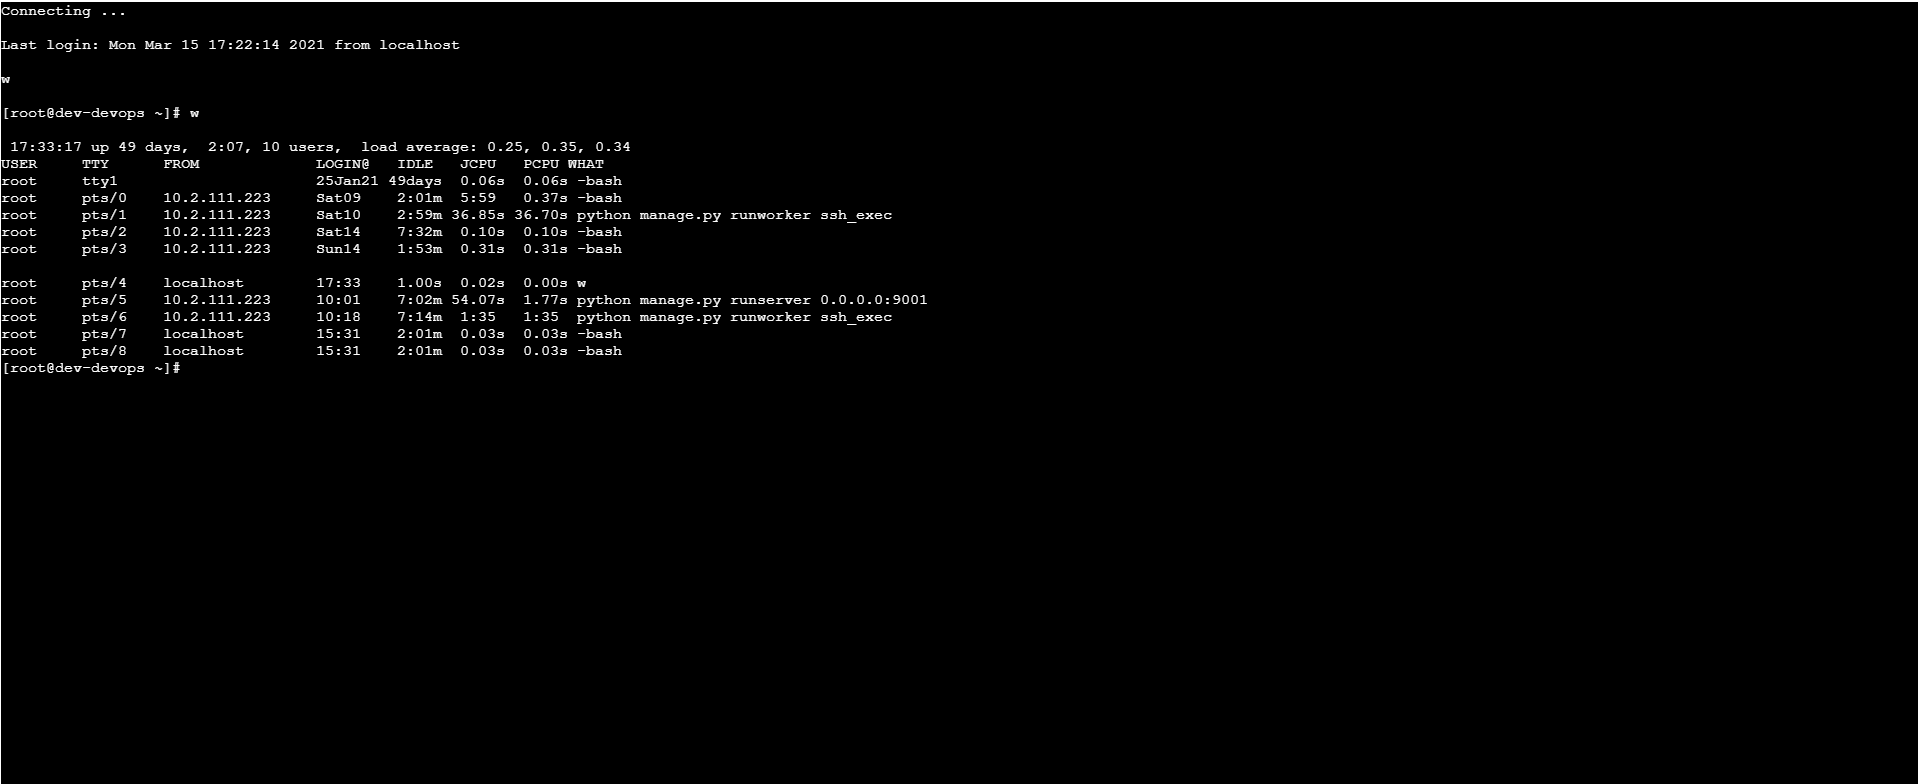 Connecting ...
Last login: Mon Mar 15 17:22:14 2021 from localhost
w
[root@dev-devops ~]# w
 17:33:17 up 49 days,  2:07, 10 users,  load average: 0.25, 0.35, 0.34
USER     TTY      FROM             LOGIN@   IDLE   JCPU   PCPU WHAT
root     tty1                      25Jan21 49days  0.06s  0.06s -bash
root     pts/0    10.2.111.223     Sat09    2:01m  5:59   0.37s -bash
root     pts/1    10.2.111.223     Sat10    2:59m 36.85s 36.70s python manage.py runworker ssh_exec
root     pts/2    10.2.111.223     Sat14    7:32m  0.10s  0.10s -bash
root     pts/3    10.2.111.223     Sun14    1:53m  0.31s  0.31s -bash
root     pts/4    localhost        17:33    1.00s  0.02s  0.00s w
root     pts/5    10.2.111.223     10:01    7:02m 54.07s  1.77s python manage.py runserver 0.0.0.0:9001
root     pts/6    10.2.111.223     10:18    7:14m  1:35   1:35  python manage.py runworker ssh_exec
root     pts/7    localhost        15:31    2:01m  0.03s  0.03s -bash
root     pts/8    localhost        15:31    2:01m  0.03s  0.03s -bash
[root@dev-devops ~]#